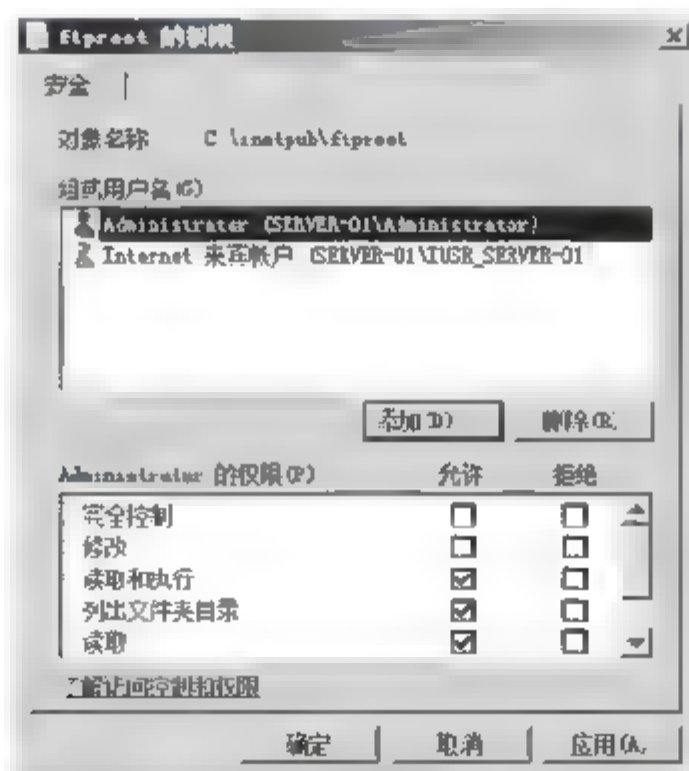 ftproot 的权限
安全
对象名称 C \inetpub\ftproot
组或用户名(G)
Administrator (SERVER-01\Administrator)
Internet 来宾帐户 (SERVER-01\IUSR_SERVER-01
添加(D) 删除(R)
Administrator 的权限(P) 允许 拒绝
完全控制
修改
读取和执行
列出文件夹目录
读取
了解访问控制和权限
确定 取消 应用(A)